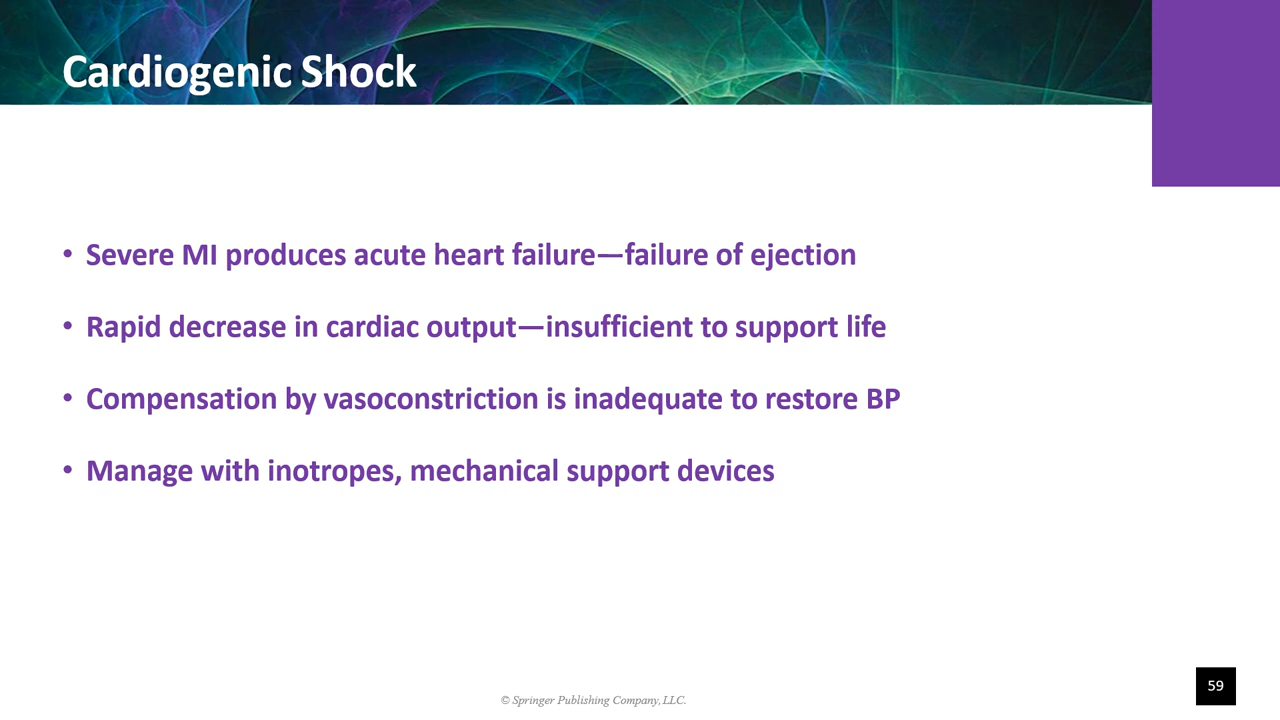 Cardiogenic Shock
• Severe MI produces acute heart failure—failure of ejection
• Rapid decrease in cardiac output—insufficient to support life
• Compensation by vasoconstriction is inadequate to restore BP
• Manage with inotropes, mechanical support devices
© Springer Publishing Company, LLC.
59